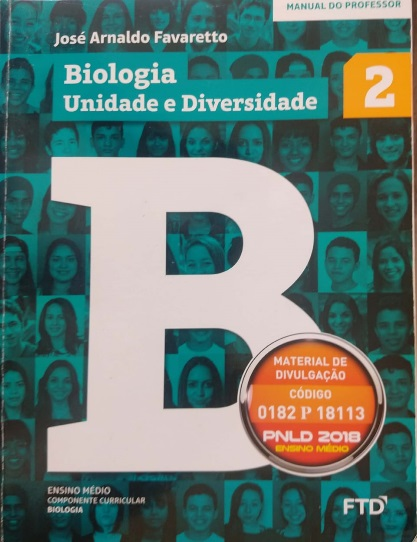 MANUAL DO PROFESSOR
José Arnaldo Favaretto
Biologia
Unidade e Diversidade
2
B
MATERIAL DE
DIVULGAÇÃO
CÓDIGO
0182 P 18113
PNLD 2018
ENSINO MÉDIO
ENSINO MÉDIO
COMPONENTE CURRICULAR
BIOLOGIA
FTD